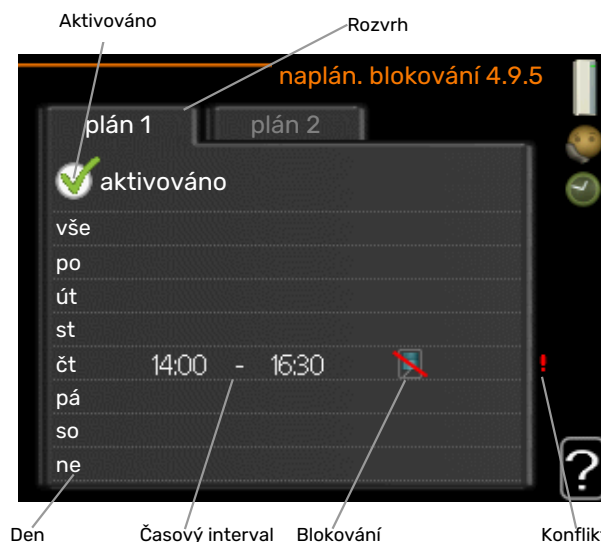 Aktivováno
Rozvrh
naplán. blokování 4.9.5
plán 1
plán 2
aktivováno
vše
po
út
st
čt 14:00 - 16:30
pá
so
ne
?
Den
Časový interval
Blokování
Konflikt